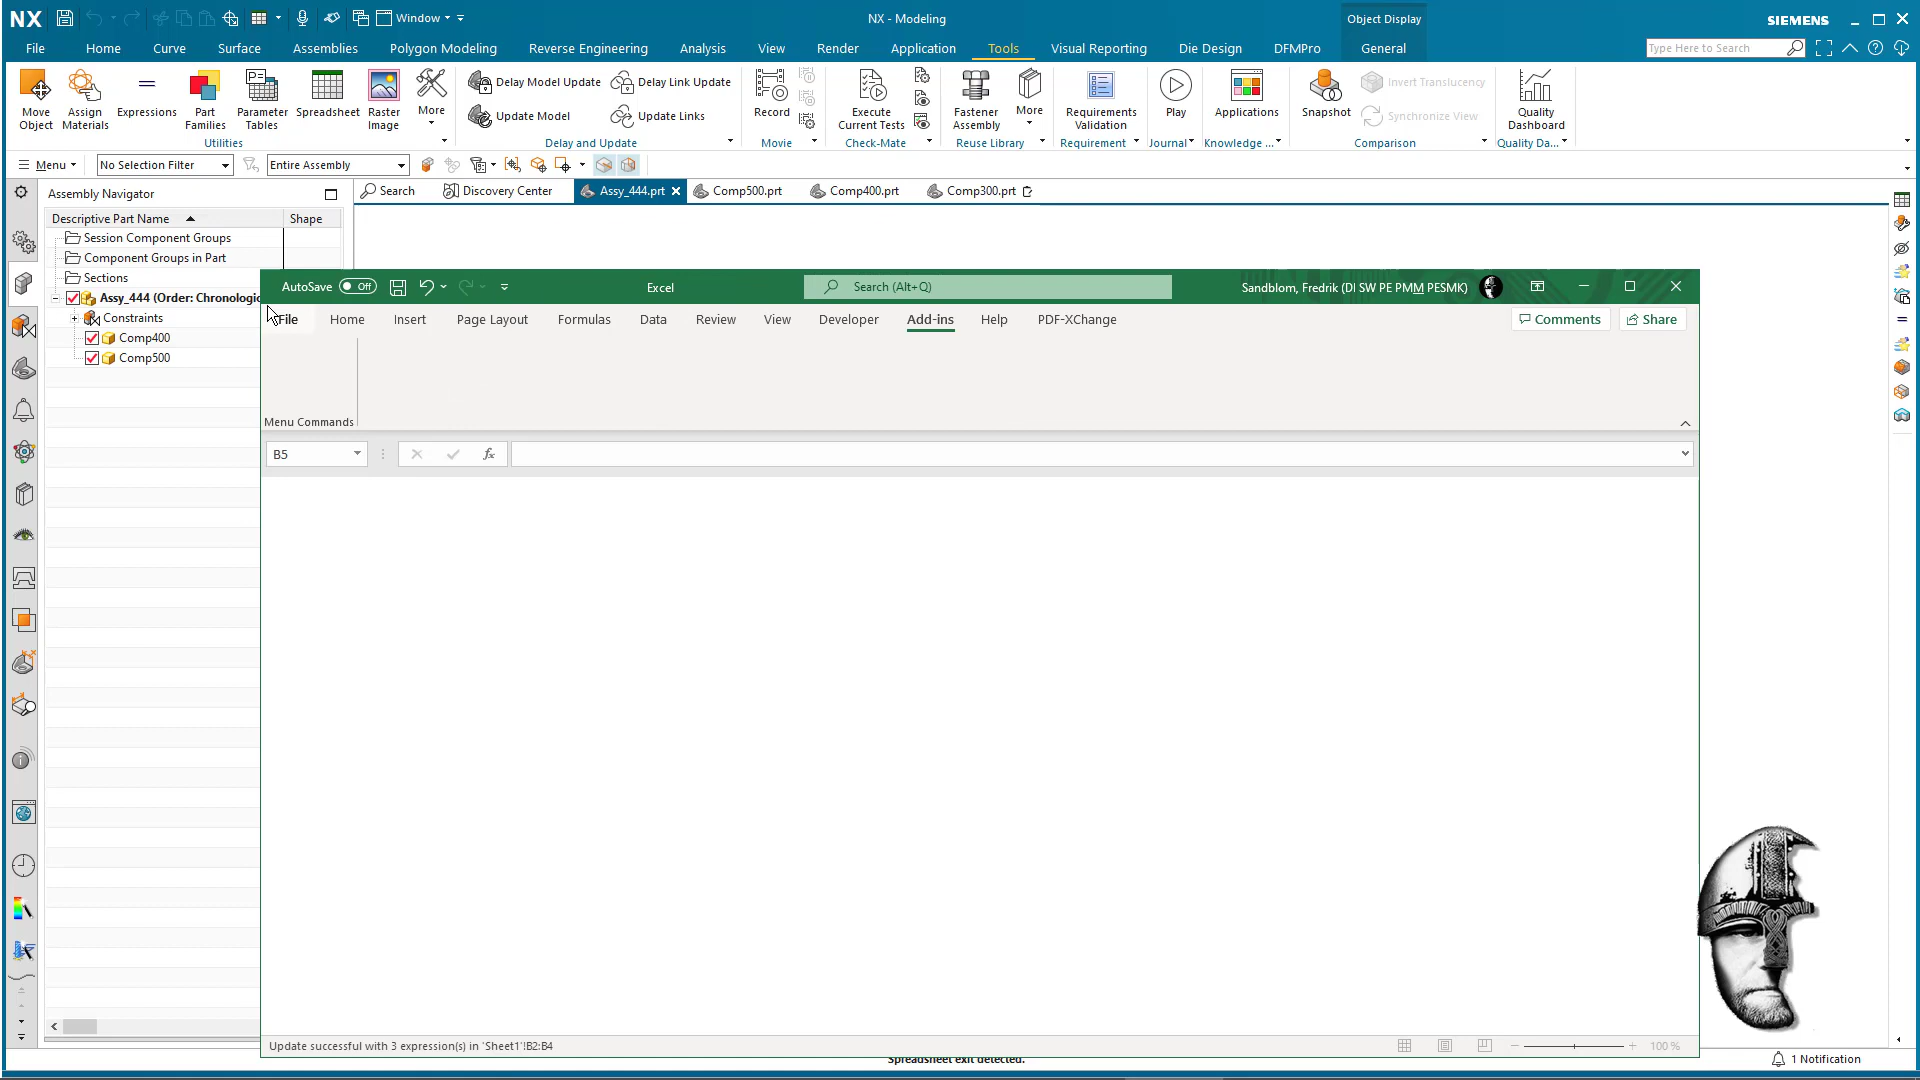 NX
Window
NX - Modeling
Object Display
SIEMENS
File Home Curve Surface Assemblies Polygon Modeling Reverse Engineering Analysis View Render Application Tools Visual Reporting Die Design DFMPro General
Type Here to Search
Move Object
Assign Materials
Expressions
Part Families
Parameter Tables
Spreadsheet
Raster Image
More
Delay Model Update
Delay Link Update
Update Model
Update Links
Record
Execute Current Tests
Fastener Assembly
More
Requirements Validation
Play
Applications
Snapshot
Invert Translucency
Synchronize View
Quality Dashboard
Utilities
Delay and Update
Movie
Check-Mate
Reuse Library
Requirement
Journal
Knowledge ...
Comparison
Quality Da...
Menu
No Selection Filter
Entire Assembly
Assembly Navigator
Search
Discovery Center
Assy_444.prt
Comp500.prt
Comp400.prt
Comp300.prt
Descriptive Part Name
Shape
Session Component Groups
Component Groups in Part
Sections
Assy_444 (Order: Chronologic
Constraints
Comp400
Comp500
AutoSave
Off
Excel
Search (Alt+Q)
Sandblom, Fredrik (DI SW PE PMM PESMK)
File Home Insert Page Layout Formulas Data Review View Developer Add-ins Help PDF-XChange
Comments
Share
Menu Commands
B5
fx
Update successful with 3 expression(s) in 'Sheet1'!B2:B4
100 %
Spreadsheet exit detected.
1 Notification